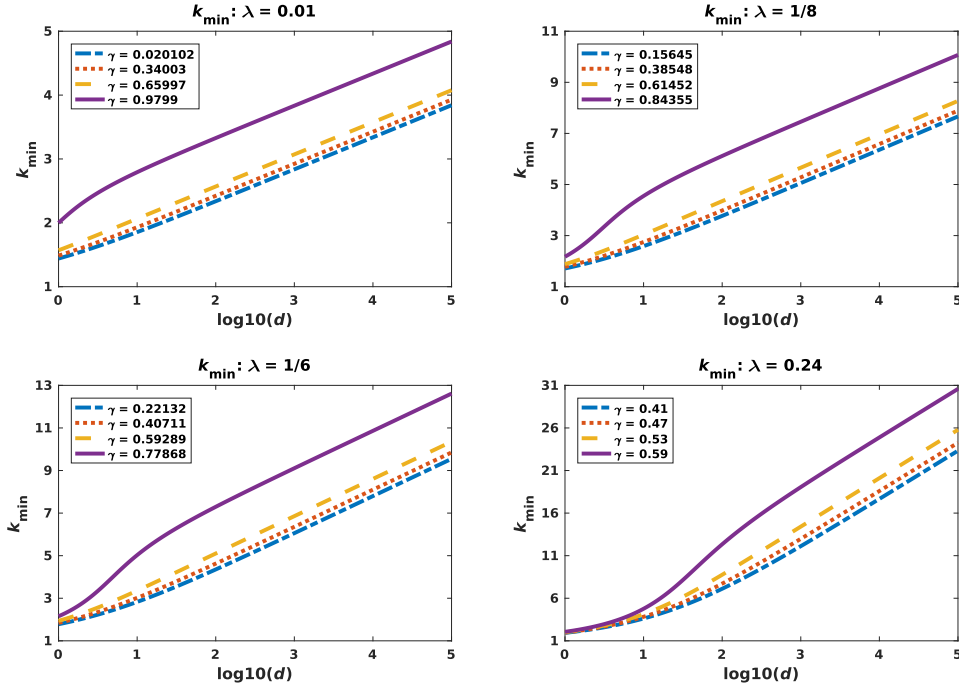 k_min: λ = 0.01
5
4
3
2
1
k_min
γ = 0.020102
γ = 0.34003
γ = 0.65997
γ = 0.9799
0 1 2 3 4 5
log10(d)
k_min: λ = 1/8
11
9
7
5
3
1
k_min
γ = 0.15645
γ = 0.38548
γ = 0.61452
γ = 0.84355
0 1 2 3 4 5
log10(d)
k_min: λ = 1/6
13
11
9
7
5
3
1
k_min
γ = 0.22132
γ = 0.40711
γ = 0.59289
γ = 0.77868
0 1 2 3 4 5
log10(d)
k_min: λ = 0.24
31
26
21
16
11
6
1
k_min
γ = 0.41
γ = 0.47
γ = 0.53
γ = 0.59
0 1 2 3 4 5
log10(d)